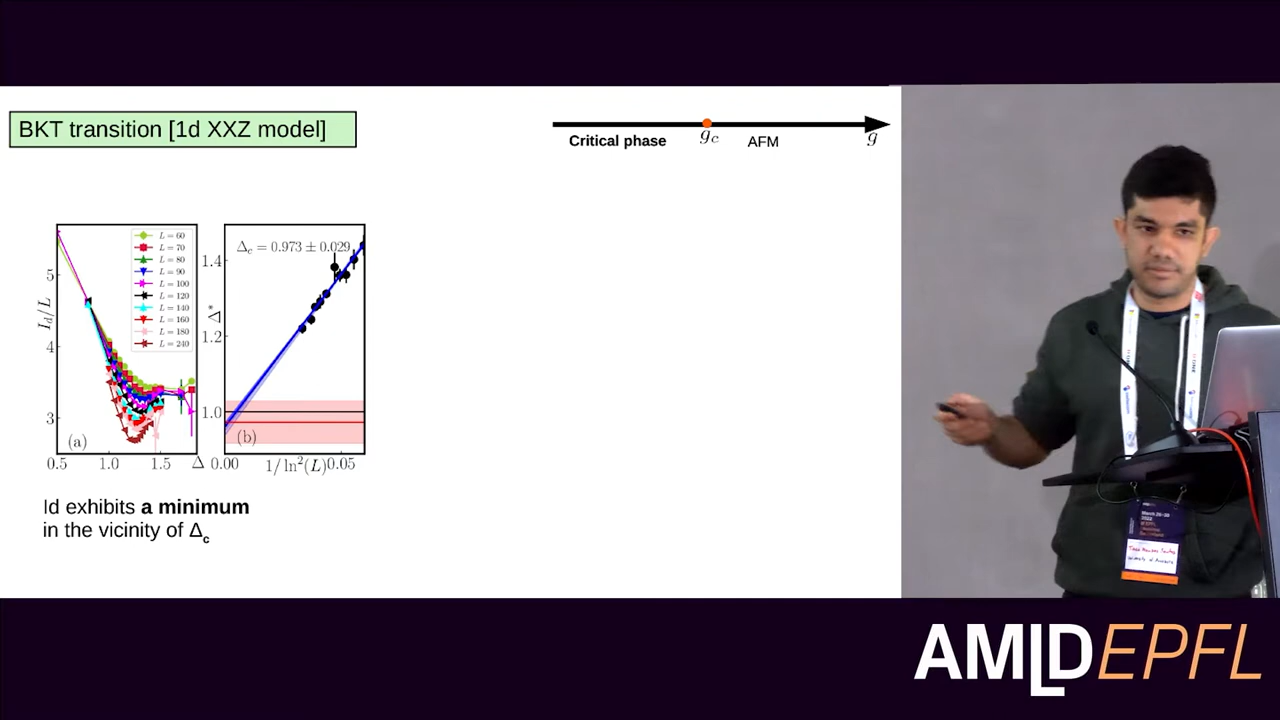 BKT transition [1d XXZ model]
Critical phase
g_c
AFM
g
L = 60
L = 70
L = 80
L = 90
L = 100
L = 120
L = 140
L = 160
L = 180
L = 240
I_d/L
5
4
3
(a)
0.5 1.0 1.5 Δ
Δ_c = 0.973 ± 0.029
Δ*
1.4
1.2
1.0
(b)
0.00 1/ln²(L) 0.05
Id exhibits a minimum
in the vicinity of Δ_c
AMLD EPFL